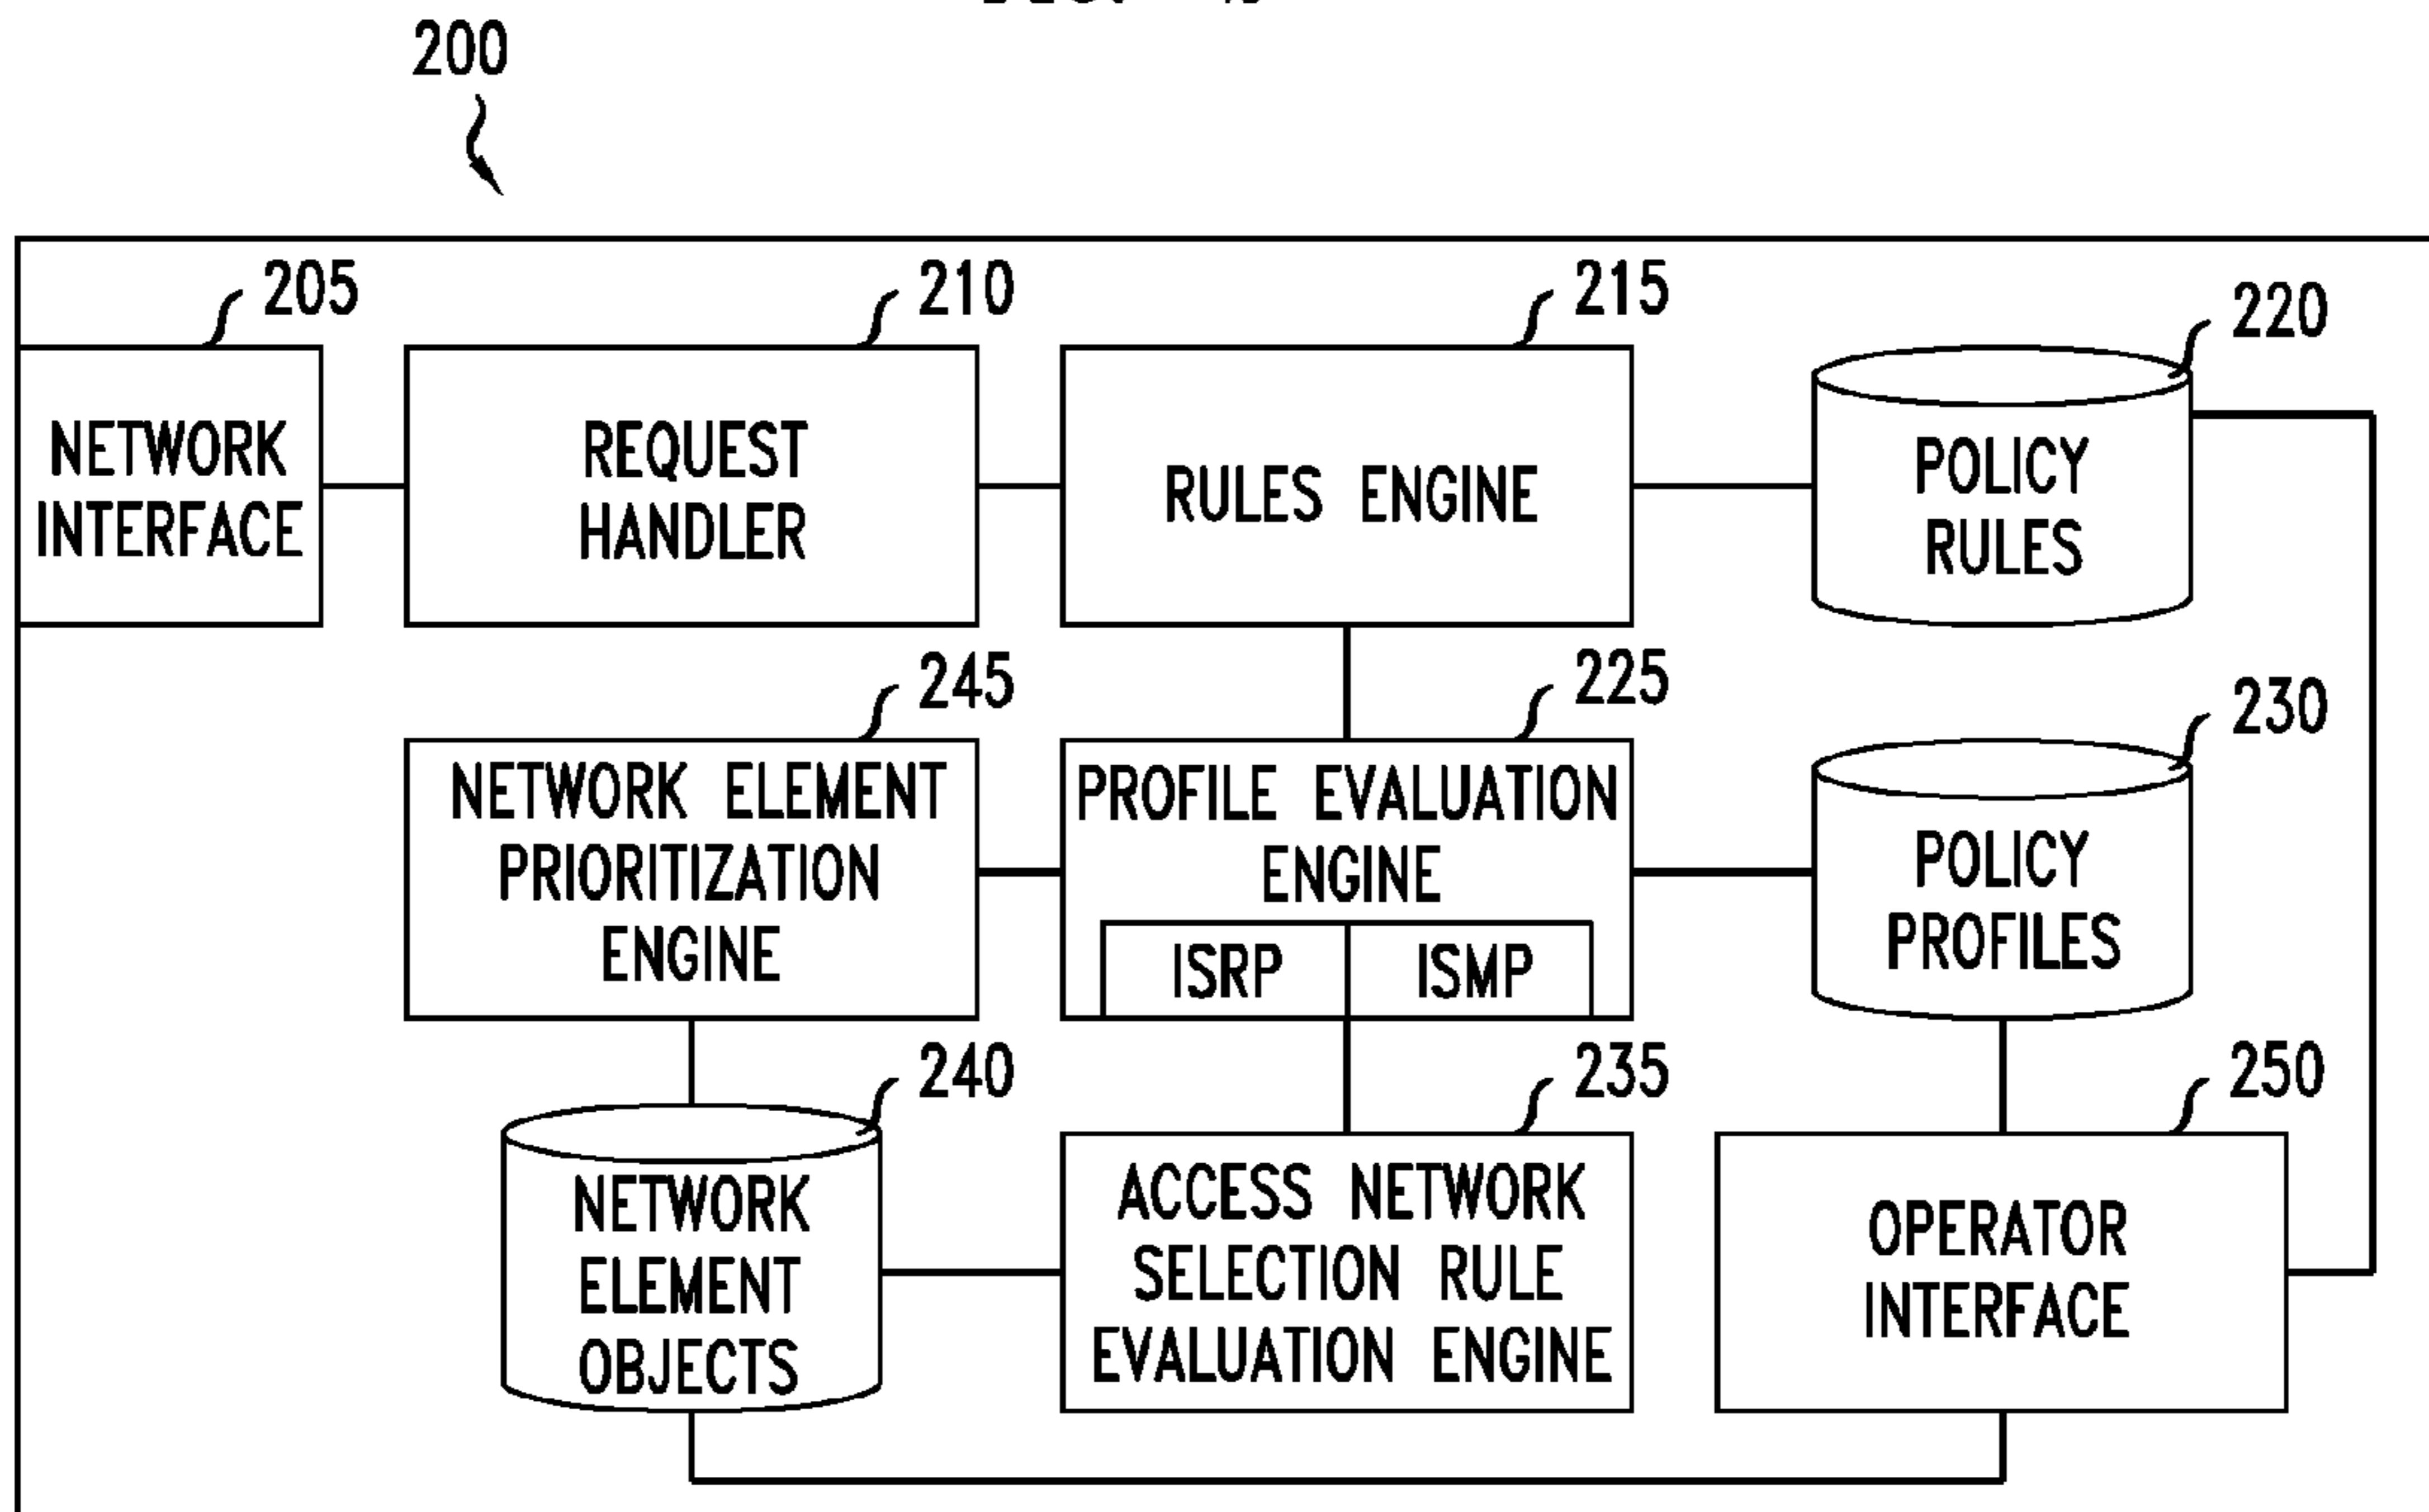 200
205
210
215
220
NETWORK
INTERFACE
REQUEST
HANDLER
RULES ENGINE
POLICY
RULES
245
225
230
NETWORK ELEMENT
PRIORITIZATION
ENGINE
PROFILE EVALUATION
ENGINE
ISRP
ISMP
POLICY
PROFILES
240
235
250
NETWORK
ELEMENT
OBJECTS
ACCESS NETWORK
SELECTION RULE
EVALUATION ENGINE
OPERATOR
INTERFACE